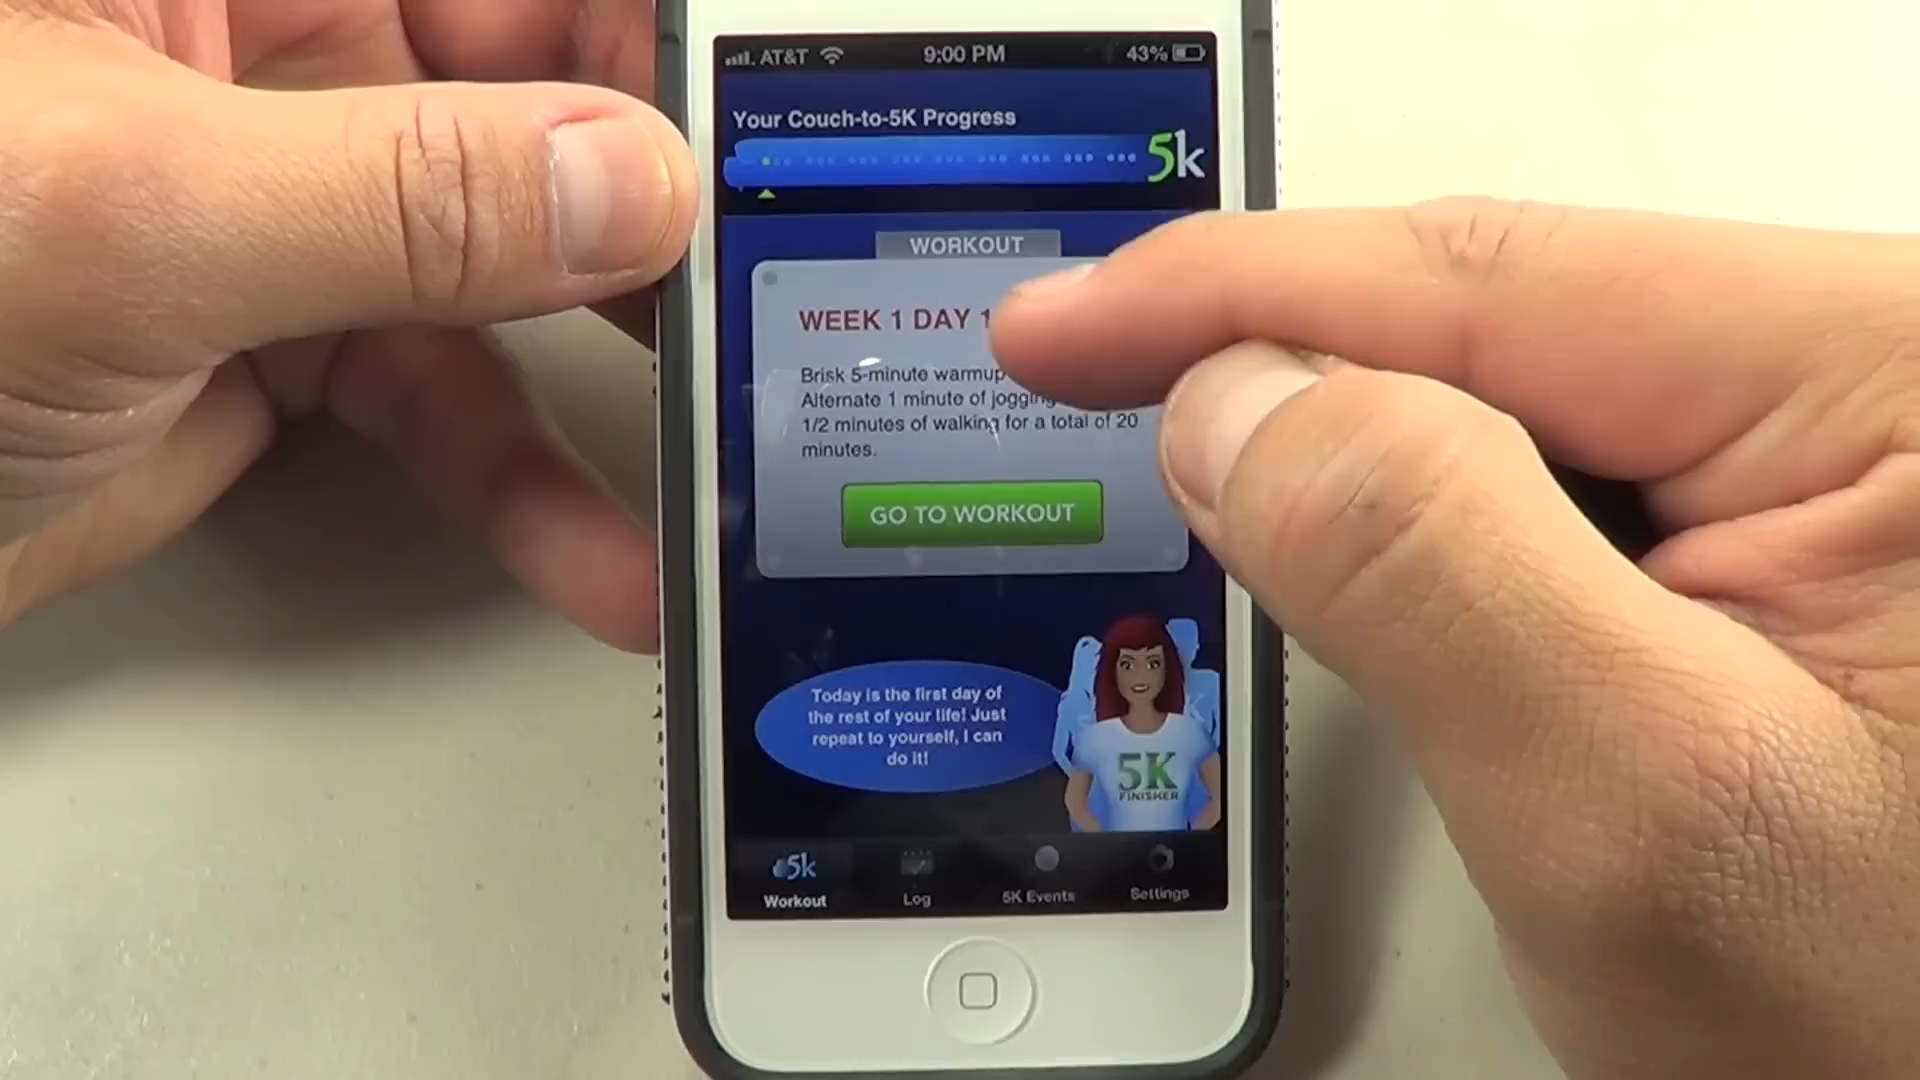 AT&T 9:00 PM 43%
Your Couch-to-5K Progress
5k
WORKOUT
WEEK 1 DAY 1
Brisk 5-minute warmup
Alternate 1 minute of jogging
1/2 minutes of walking for a total of 20
minutes.
GO TO WORKOUT
Today is the first day of
the rest of your life! Just
repeat to yourself, I can
do it!
5K
FINISHER
5k
Workout Log 5K Events Settings